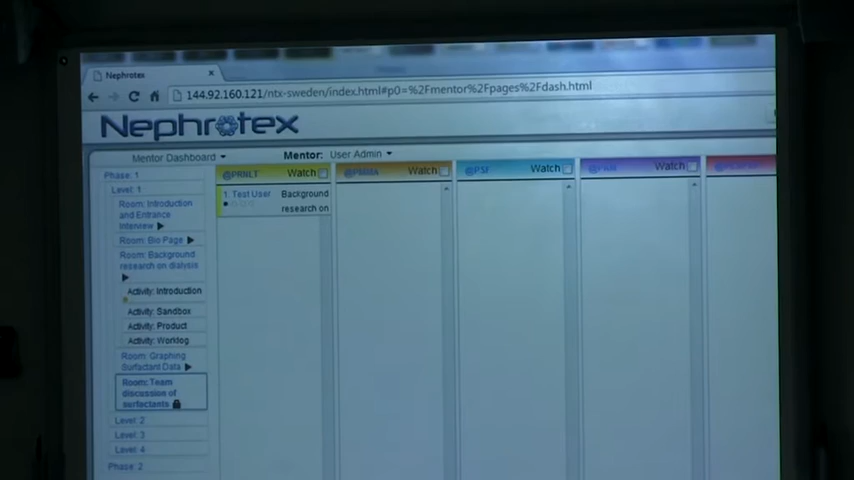 Nephrotex
144.92.160.121/ntx-sweden/index.html#p0=%2Fmentor%2Fpages%2Fdash.html
Nephrotex
Mentor Dashboard
Mentor: User Admin
Phase: 1
Level: 1
Room: Introduction
and Entrance
Interview
Room: Bio Page
Room: Background
research on dialysis
Activity: Introduction
Activity: Sandbox
Activity: Product
Activity: Worklog
Room: Graphing
Surfactant Data
Room: Team
discussion of
surfactants
Level: 2
Level: 3
Level: 4
Phase: 2
@PRNLT Watch
1. Test User
Background
research on
Watch
@PSF Watch
Watch